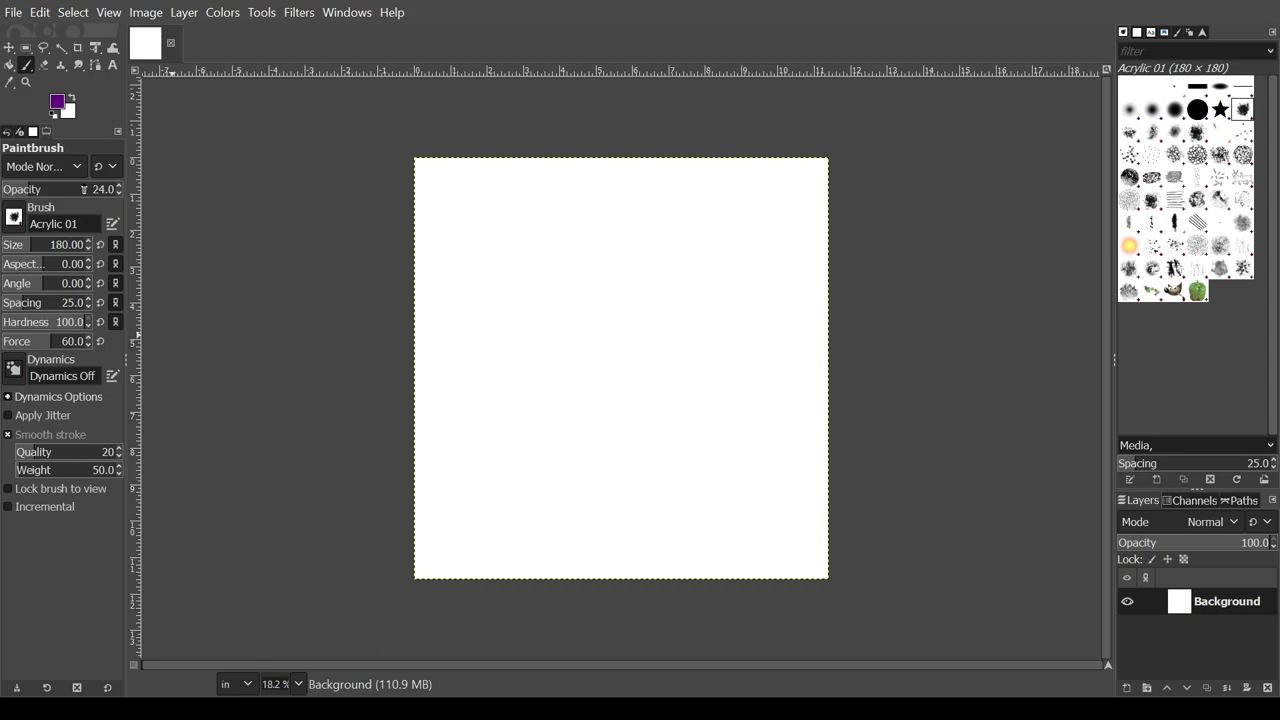 File Edit Select View Image Layer Colors Tools Filters Windows Help
filter
Acrylic 01 (180 × 180)
Paintbrush
Mode Nor...
Opacity 24.0
Brush
Acrylic 01
Size 180.00
Aspect... 0.00
Angle 0.00
Spacing 25.0
Hardness 100.0
Force 60.0
Dynamics
Dynamics Off
Dynamics Options
Apply Jitter
Smooth stroke
Quality 20
Weight 50.0
Lock brush to view
Incremental
Media,
Spacing 25.0
Layers Channels Paths
Mode Normal
Opacity 100.0
Lock:
Background
in 18.2 % Background (110.9 MB)